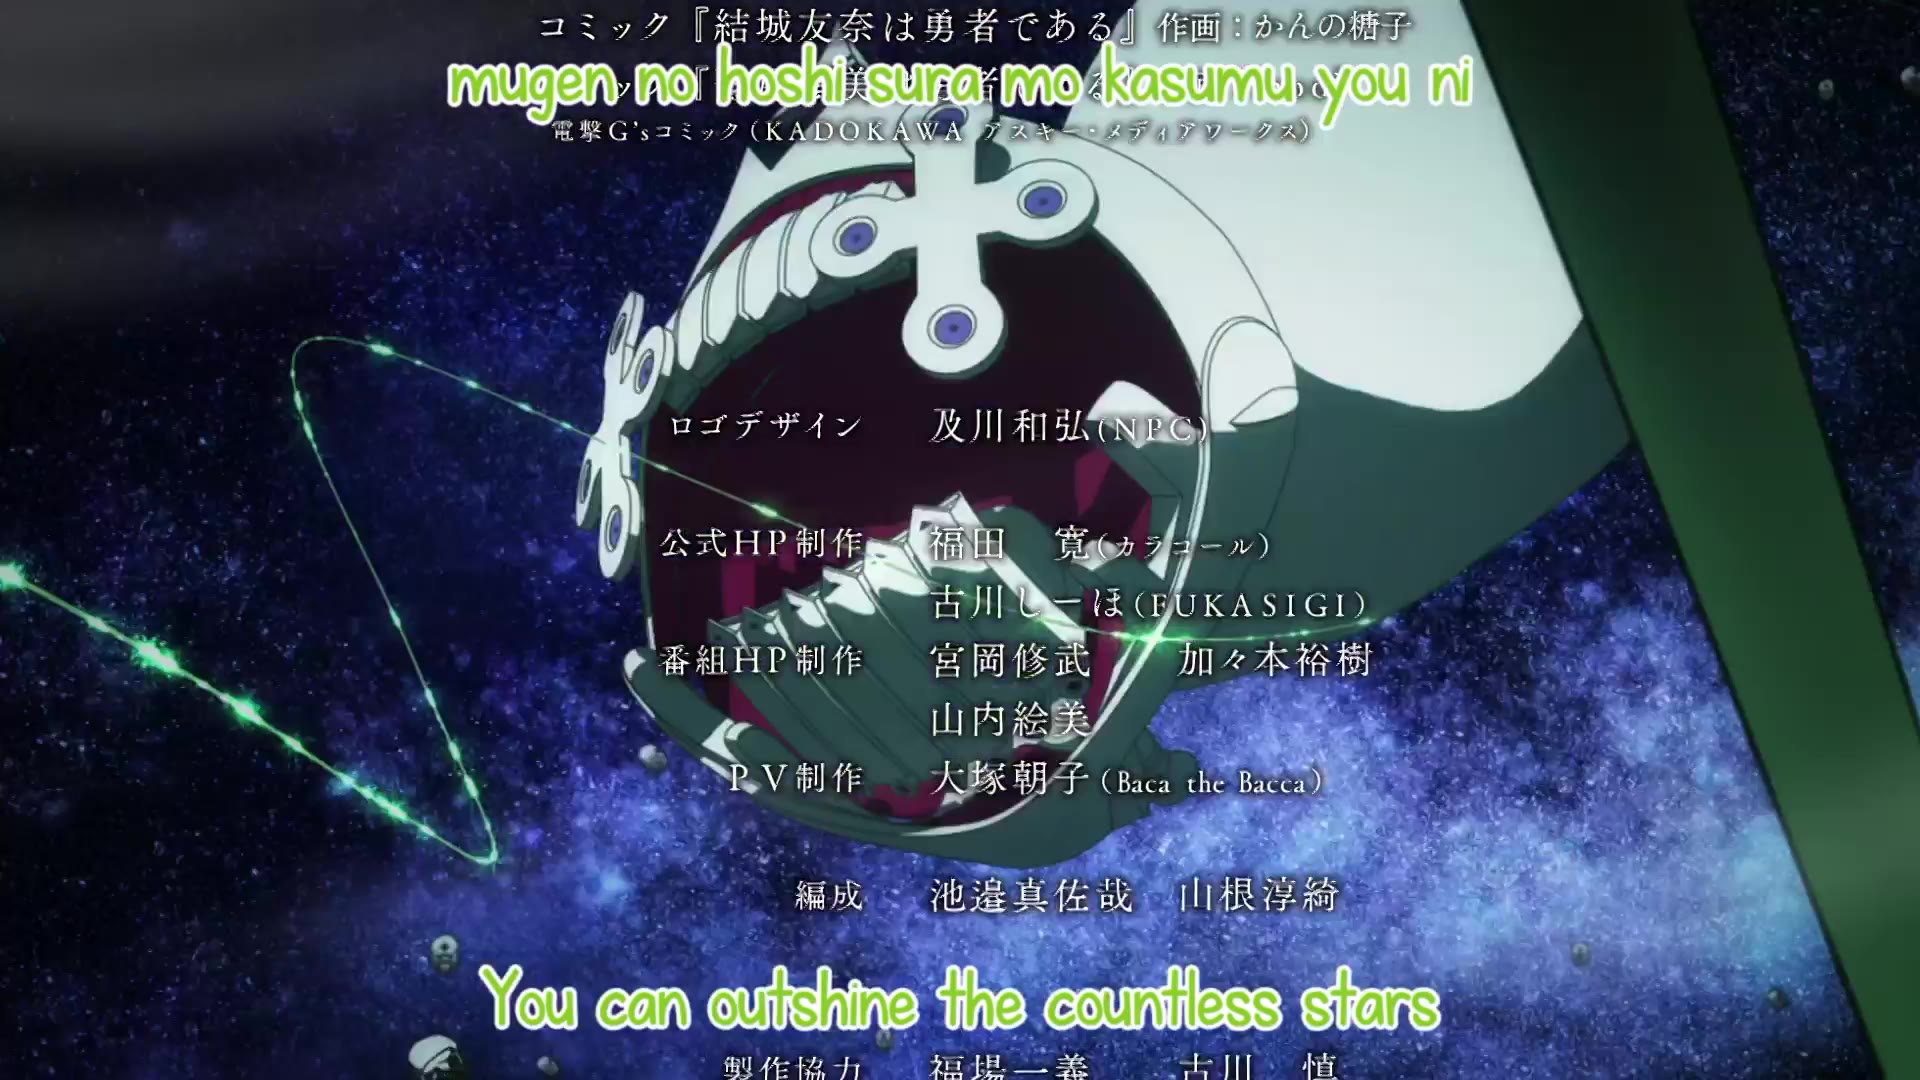 コミック『結城友奈は勇者である』作画:かんの糖子
mugen no hoshi sura mo kasumu you ni
電撃G'sコミック(KADOKAWA アスキー・メディアワークス)
ロゴデザイン 及川和弘(NPC)
公式HP制作 福田 寛(カラコール)
古川しーほ(FUKASIGI)
番組HP制作 宮岡修武 加々本裕樹
山内絵美
PV制作 大塚朝子(Baca the Bacca)
編成 池邉真佐哉 山根淳綺
You can outshine the countless stars
製作協力 福場一義 古川 慎